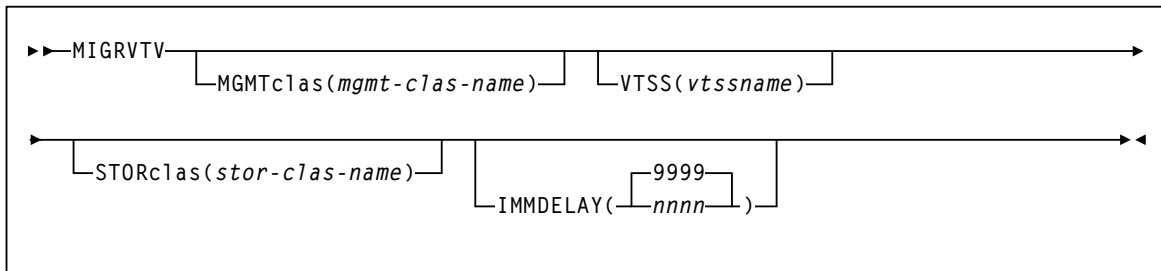 MIGRVTV
MGMTclas(mgmt-clas-name) VTSS(vtssname)
STORclas(stor-clas-name) 9999
IMMDELAY( nnnn )